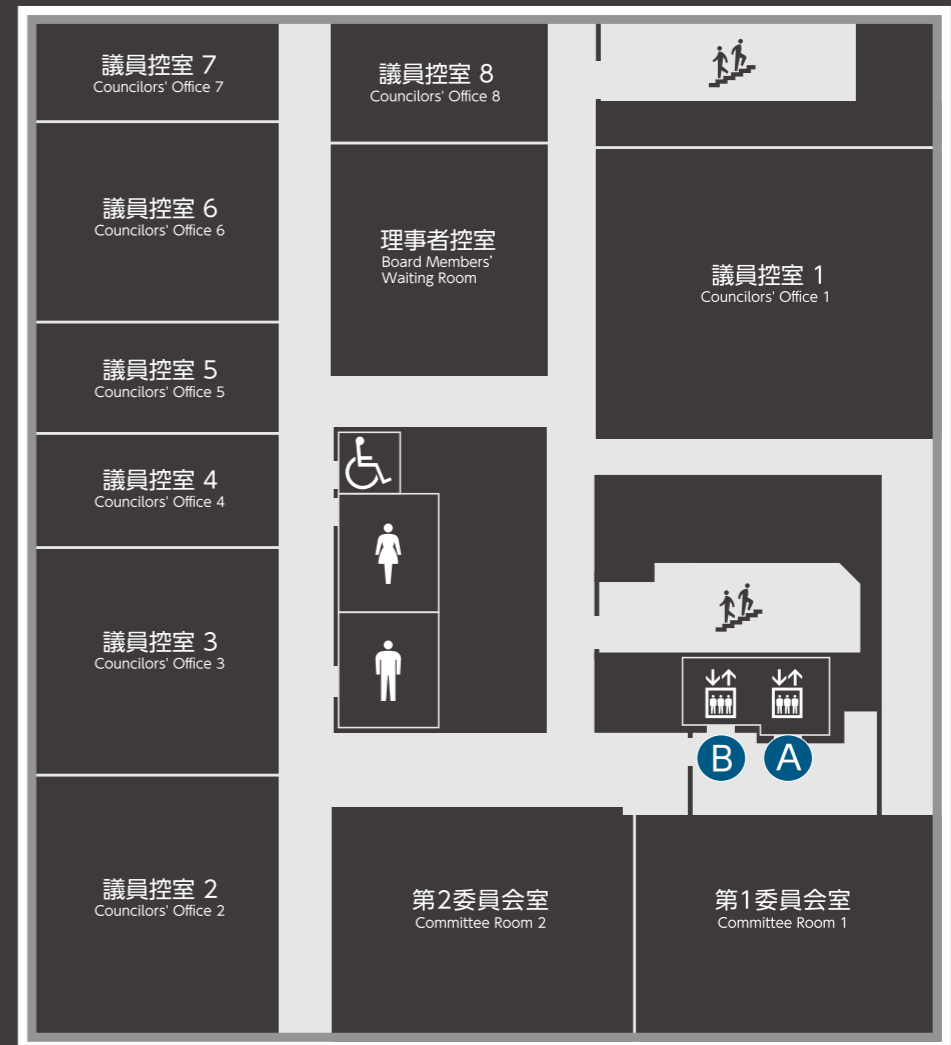 議員控室 7
Councilors' Office 7
議員控室 8
Councilors' Office 8
議員控室 6
Councilors' Office 6
理事者控室
Board Members'
Waiting Room
議員控室 1
Councilors' Office 1
議員控室 5
Councilors' Office 5
議員控室 4
Councilors' Office 4
議員控室 3
Councilors' Office 3
B
A
議員控室 2
Councilors' Office 2
第2委員会室
Committee Room 2
第1委員会室
Committee Room 1